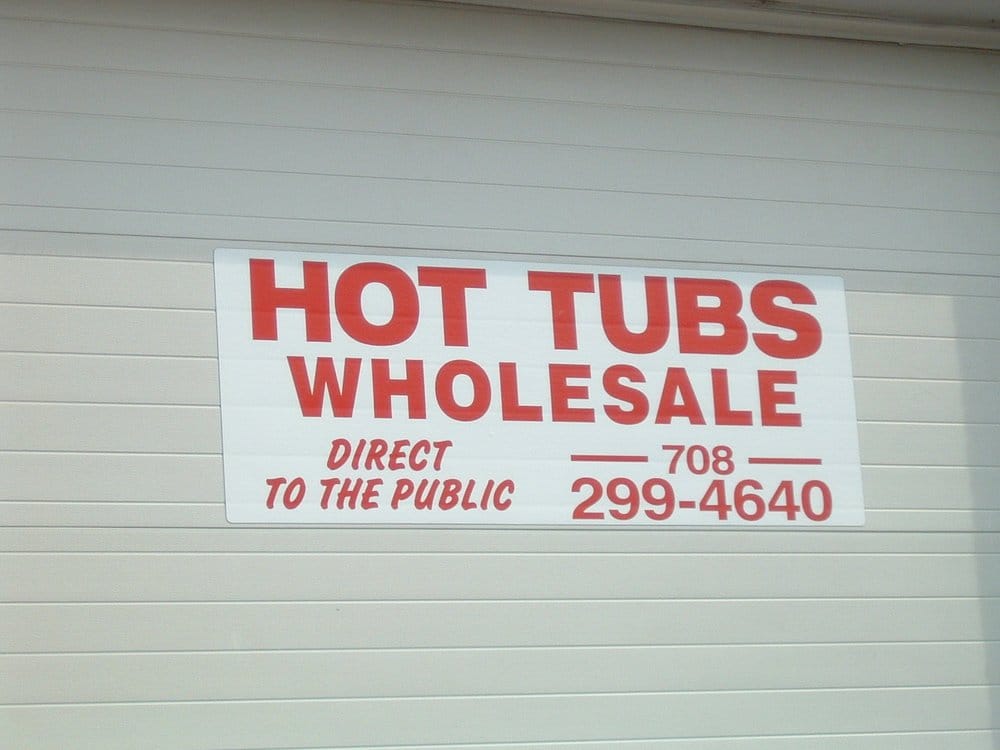 HOT TUBS
WHOLESALE
DIRECT
TO THE PUBLIC
708
299-4640